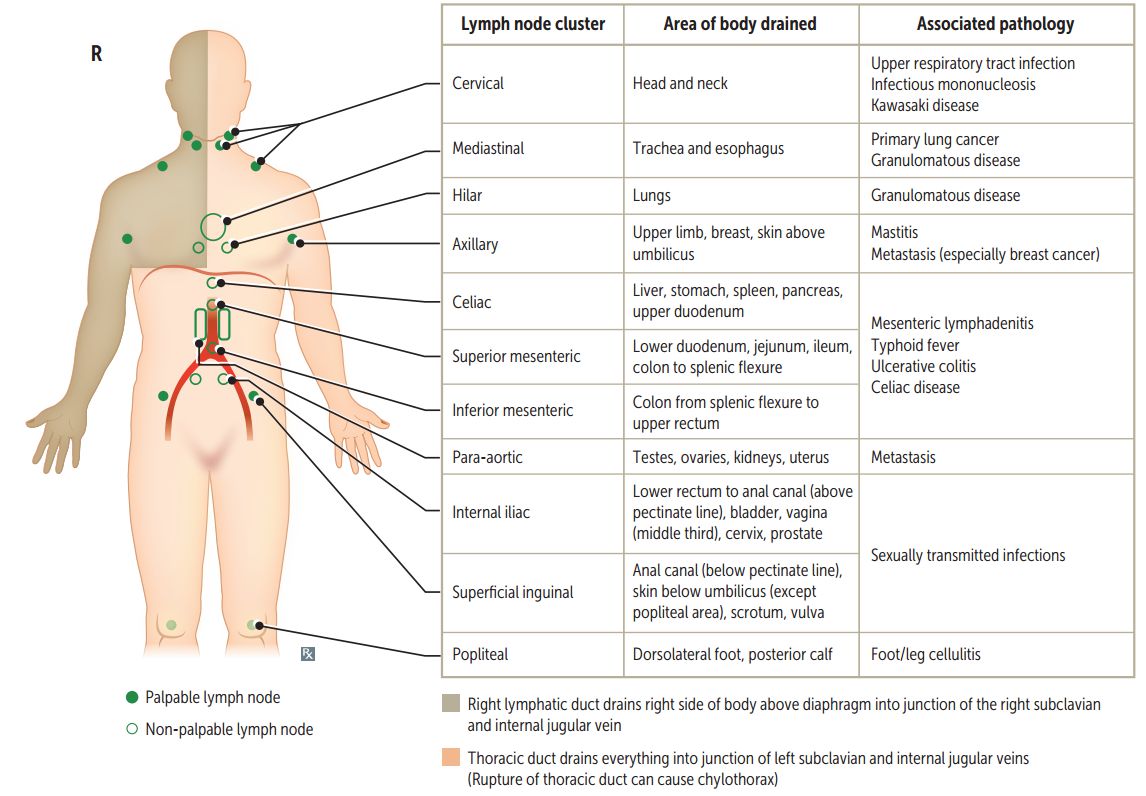 R
Lymph node cluster
Area of body drained
Associated pathology
Cervical
Head and neck
Upper respiratory tract infection
Infectious mononucleosis
Kawasaki disease
Mediastinal
Trachea and esophagus
Primary lung cancer
Granulomatous disease
Hilar
Lungs
Granulomatous disease
Axillary
Upper limb, breast, skin above
umbilicus
Mastitis
Metastasis (especially breast cancer)
Celiac
Liver, stomach, spleen, pancreas,
upper duodenum
Mesenteric lymphadenitis
Typhoid fever
Ulcerative colitis
Celiac disease
Superior mesenteric
Lower duodenum, jejunum, ileum,
colon to splenic flexure
Inferior mesenteric
Colon from splenic flexure to
upper rectum
Para-aortic
Testes, ovaries, kidneys, uterus
Metastasis
Internal iliac
Lower rectum to anal canal (above
pectinate line), bladder, vagina
(middle third), cervix, prostate
Sexually transmitted infections
Superficial inguinal
Anal canal (below pectinate line),
skin below umbilicus (except
popliteal area), scrotum, vulva
Popliteal
Dorsolateral foot, posterior calf
Foot/leg cellulitis
Rx
Palpable lymph node
Non-palpable lymph node
Right lymphatic duct drains right side of body above diaphragm into junction of the right subclavian
and internal jugular vein
Thoracic duct drains everything into junction of left subclavian and internal jugular veins
(Rupture of thoracic duct can cause chylothorax)